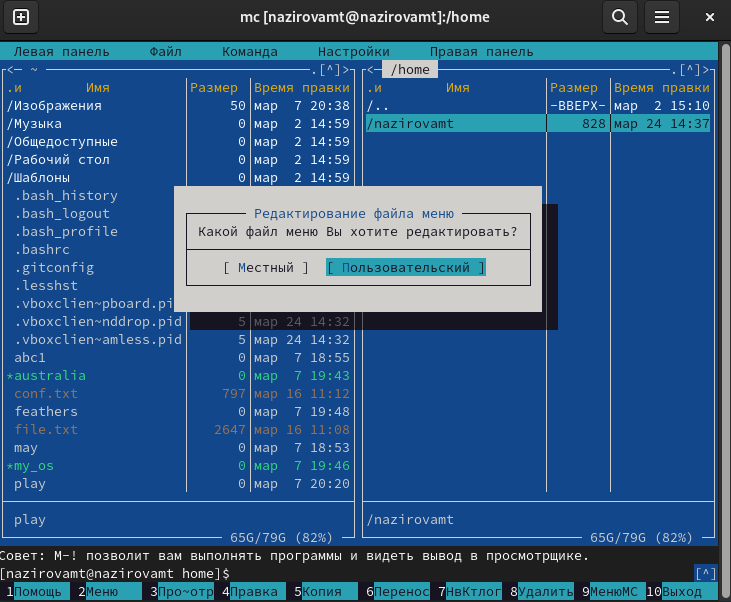 mc [nazirovamt@nazirovamt]:/home
Левая панель Файл Команда Настройки Правая панель
<— ~ .[^]> <— /home .[^]>
.и Имя Размер Время правки .и Имя Размер Время правки
/Изображения 50 мар 7 20:38 /.. -ВВЕРХ- мар 2 15:10
/Музыка 0 мар 2 14:59 /nazirovamt 828 мар 24 14:37
/Общедоступные 0 мар 2 14:59
/Рабочий стол 0 мар 2 14:59
/Шаблоны 0 мар 2 14:59
.bash_history
.bash_logout Редактирование файла меню
.bash_profile Какой файл меню Вы хотите редактировать?
.bashrc
.gitconfig [ Местный ] [ Пользовательский ]
.lesshst
.vboxclien~pboard.pi
.vboxclien~nddrop.pid 5 мар 24 14:32
.vboxclien~amless.pid 5 мар 24 14:32
abc1 0 мар 7 18:55
*australia 0 мар 7 19:43
conf.txt 797 мар 16 11:12
feathers 0 мар 7 19:48
file.txt 2647 мар 16 11:08
may 0 мар 7 18:53
*my_os 0 мар 7 19:46
play 0 мар 7 20:20
play /nazirovamt
65G/79G (82%) 65G/79G (82%)
Совет: M-! позволит вам выполнять программы и видеть вывод в просмотрщике.
[nazirovamt@nazirovamt home]$ [^]
1Помощь 2Меню 3Про~отр 4Правка 5Копия 6Перенос 7НвКтлог 8Удалить 9МенюМС 10Выход